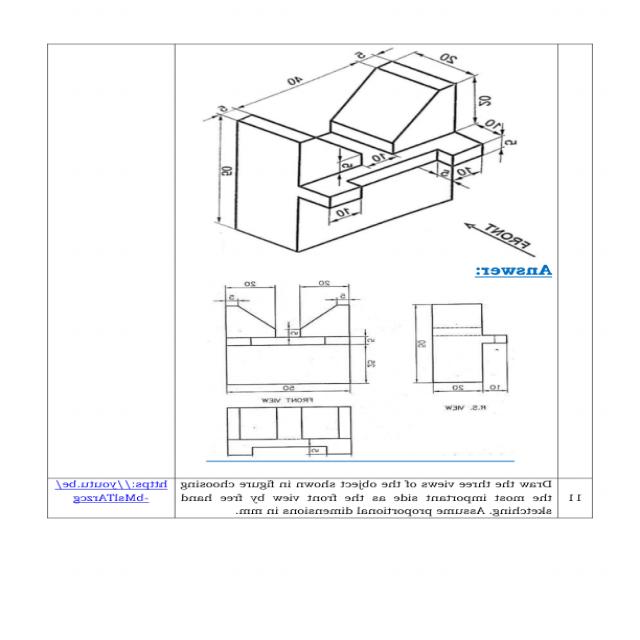 20
5
40
5
20
10
5
10
5
10
5
50
10
FRONT
Answer:
20
20
5
5
5
5
25
50
FRONT VIEW
50
20
10
R.S. VIEW
5
11
Draw the three views of the object shown in figure choosing
the most important side as the front view by free hand
sketching. Assume proportional dimensions in mm.
https://youtu.be/
-bMslTArzcg